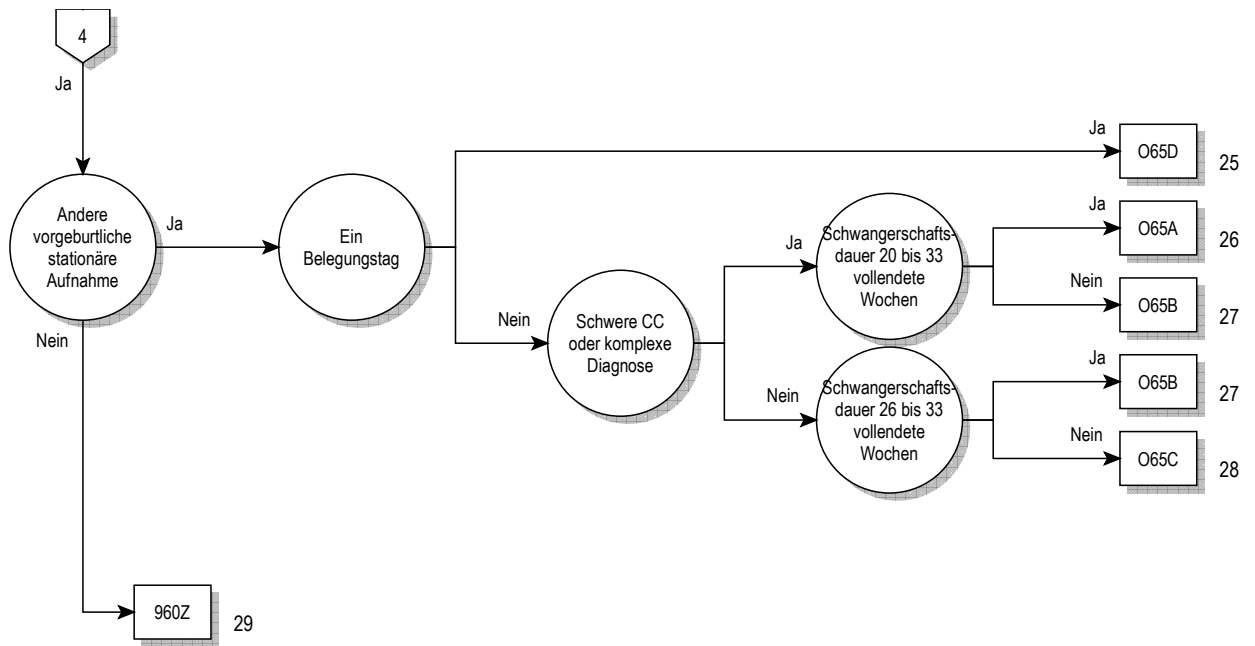 4
Ja
Andere
vorgeburtliche
stationäre
Aufnahme
Ja
Nein
Ein
Belegungstag
Ja
O65D
25
Nein
Schwere CC
oder komplexe
Diagnose
Ja
Schwangerschafts-
dauer 20 bis 33
vollendete
Wochen
Ja
O65A
26
Nein
O65B
27
Nein
Schwangerschafts-
dauer 26 bis 33
vollendete
Wochen
Ja
O65B
27
Nein
O65C
28
960Z
29